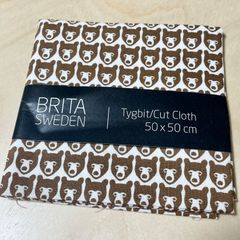 BRITA
SWEDEN
Tygbit/Cut Cloth
50 x 50 cm